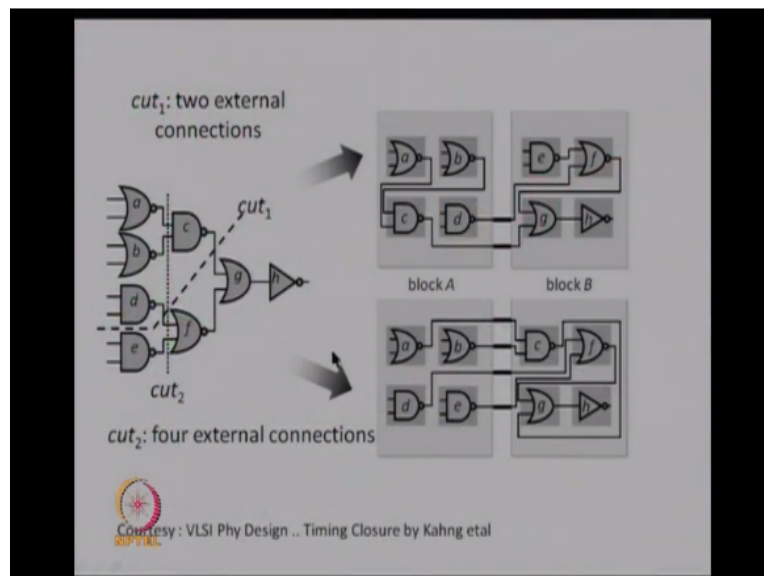 cut₁: two external
connections
a
b
c
d
e
f
g
h
cut₁
cut₂
cut₂: four external connections
a
b
e
f
c
d
g
h
block A
block B
a
b
c
f
d
e
g
h
Courtesy : VLSI Phy Design .. Timing Closure by Kahng etal
NPTEL